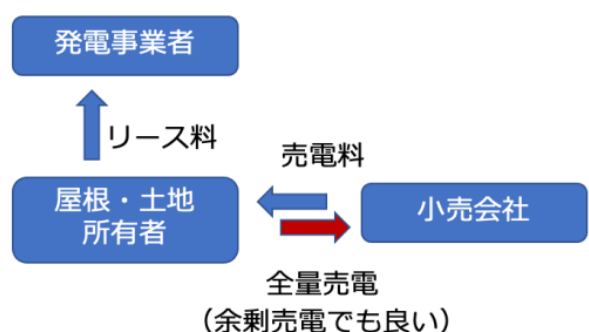 発電事業者
リース料
売電料
屋根・土地
所有者
小売会社
全量売電
（余剰売電でも良い）